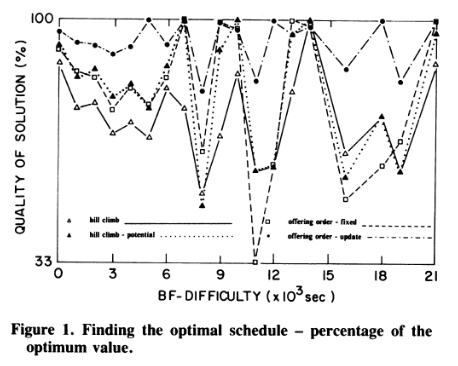 100
QUALITY OF SOLUTION (%)
33
hill climb
hill climb - potential
offering order - fixed
offering order - update
0 3 6 9 12 15 18 21
BF-DIFFICULTY (x10³ sec)
Figure 1. Finding the optimal schedule – percentage of the
optimum value.